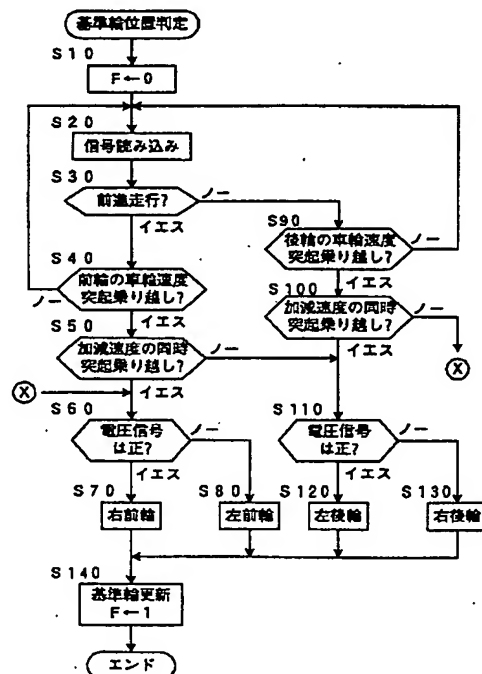 基準輪位置判定
S10
F←0
S20
信号読み込み
S30
前進走行?
ノー
イエス
S90
後輪の車輪速度
突起乗り越し?
ノー
イエス
S40
前輪の車輪速度
突起乗り越し?
ノー
イエス
S100
加減速度の同時
突起乗り越し?
ノー
イエス
X
S50
加減速度の同時
突起乗り越し?
ノー
イエス
X
S60
電圧信号
は正?
ノー
イエス
S110
電圧信号
は正?
ノー
イエス
S70
右前輪
S80
左前輪
S120
左後輪
S130
右後輪
S140
基準輪更新
F←1
エンド